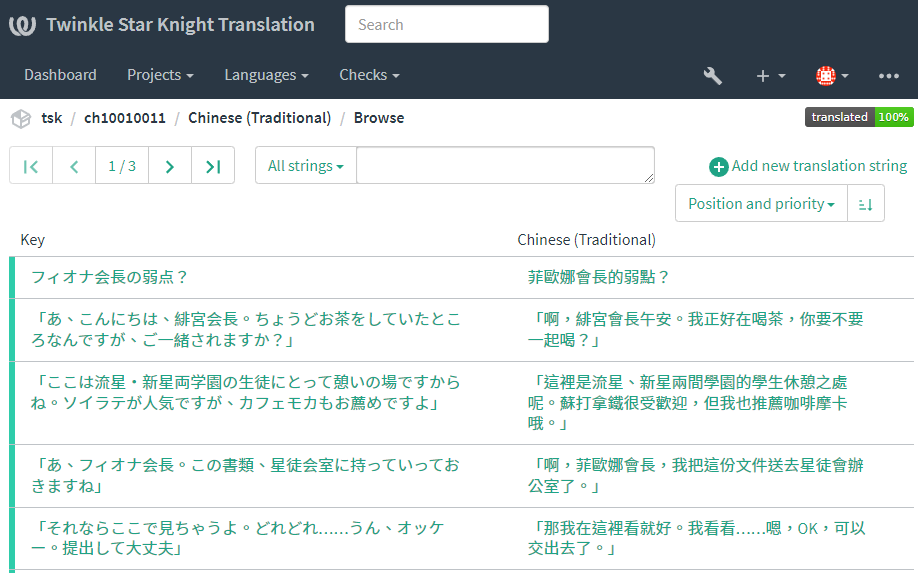 Twinkle Star Knight Translation
Search
Dashboard Projects Languages Checks
tsk / ch10010011 / Chinese (Traditional) / Browse
translated 100%
1 / 3
All strings
Add new translation string
Position and priority
Key
Chinese (Traditional)
フィオナ会長の弱点？
菲歐娜會長的弱點？
「あ、こんにちは、緋宮会長。ちょうどお茶をしていたとこ
ろなんですが、ご一緒されますか？」
「啊，緋宮會長午安。我正好在喝茶，你要不要
一起喝？」
「ここは流星・新星両学園の生徒にとって憩いの場ですから
ね。ソイラテが人気ですが、カフェモカもお薦めですよ」
「這裡是流星、新星兩間學園的學生休憩之處
呢。蘇打拿鐵很受歡迎，但我也推薦咖啡摩卡
哦。」
「あ、フィオナ会長。この書類、星徒会室に持っていってお
きますね」
「啊，菲歐娜會長，我把這份文件送去星徒會辦
公室了。」
「それならここで見ちゃうよ。どれどれ……うん、オッケ
ー。提出して大丈夫」
「那我在這裡看就好。我看看……嗯，OK，可以
交出去了。」